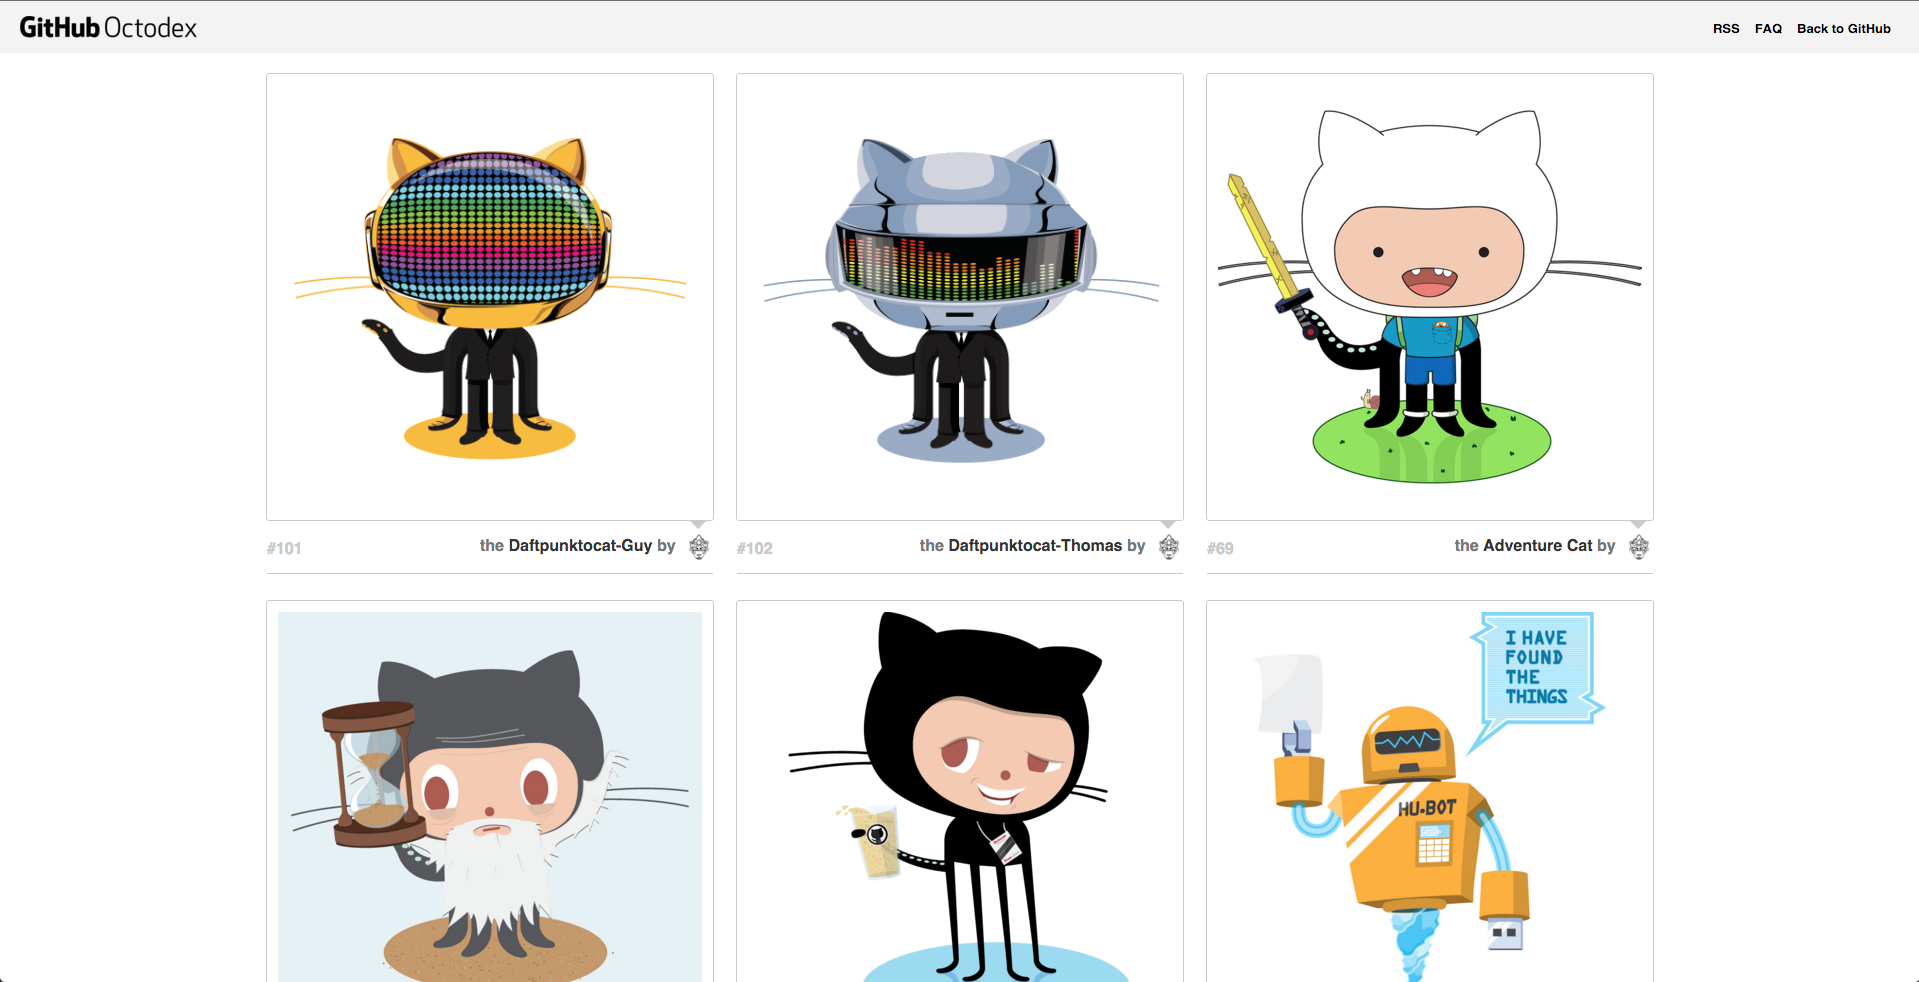 GitHub Octodex
RSS FAQ Back to GitHub
#101 the Daftpunktocat-Guy by
#102 the Daftpunktocat-Thomas by
#69 the Adventure Cat by
I HAVE
FOUND
THE
THINGS
HU-BOT